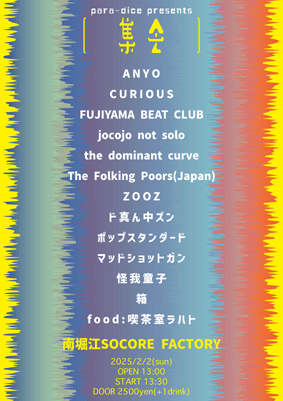 para-dice presents
集会
ANYO
CURIOUS
FUJIYAMA BEAT CLUB
jocojo not solo
the dominant curve
The Folking Poors(Japan)
ZOOZ
ド真ん中ズン
ポップスタンダード
マッドショットガン
怪我童子
箱
food:喫茶室ラハト
南堀江SOCORE FACTORY
2025/2/2(sun)
OPEN 13:00
START 13:30
DOOR 2500yen(+1drink)